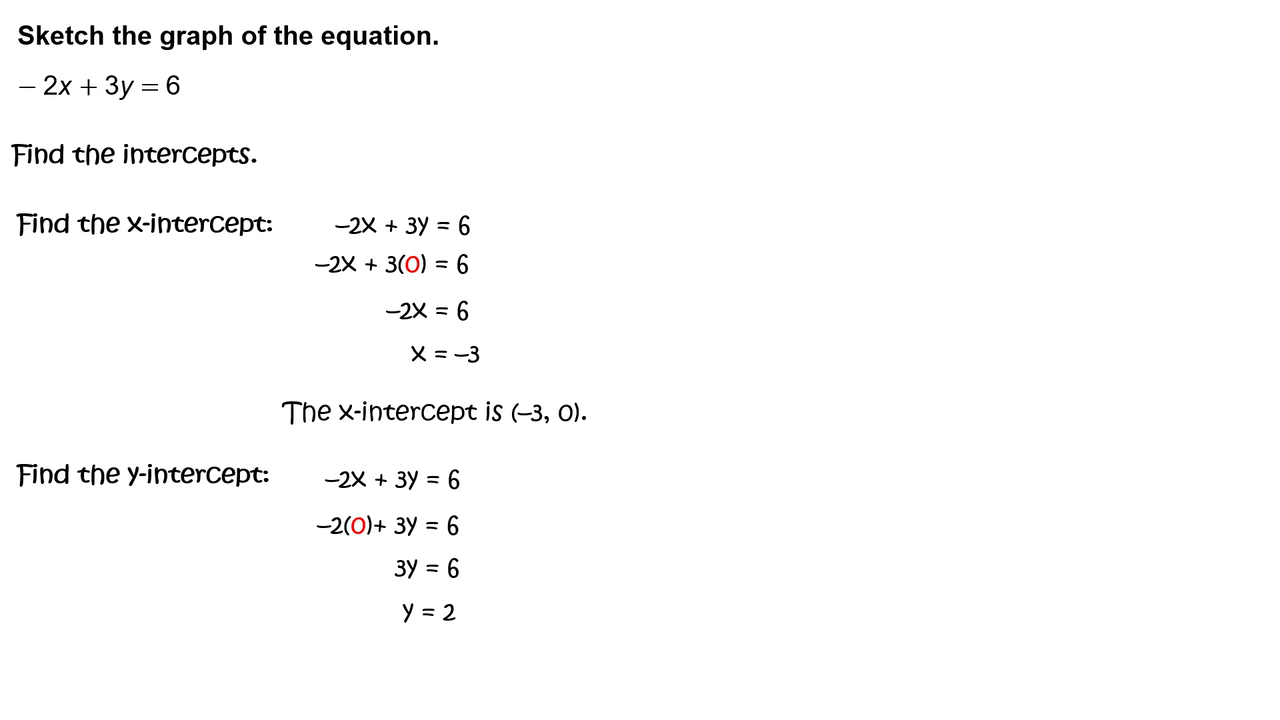 Sketch the graph of the equation.
− 2x + 3y = 6
Find the intercepts.
Find the x-intercept: −2x + 3y = 6
−2x + 3(0) = 6
−2x = 6
x = −3
The x-intercept is (−3, 0).
Find the y-intercept: −2x + 3y = 6
−2(0)+ 3y = 6
3y = 6
y = 2